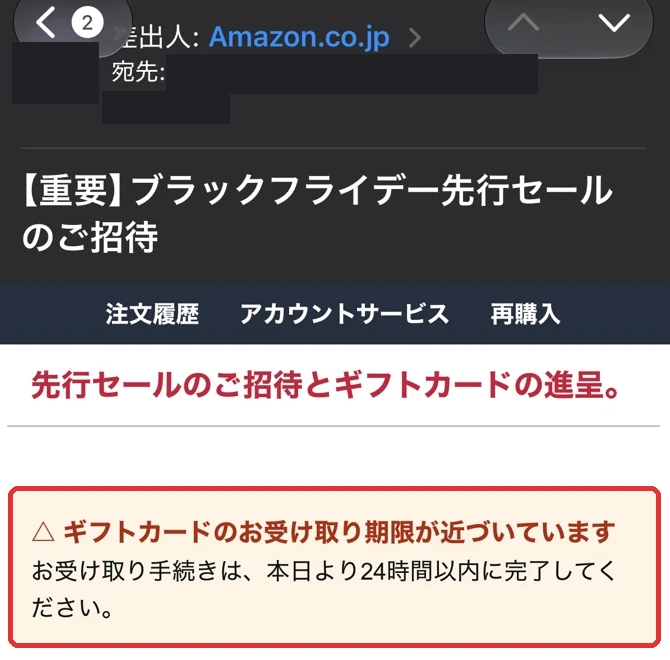 2
差出人: Amazon.co.jp
宛先:
【重要】ブラックフライデー先行セール
のご招待
注文履歴 アカウントサービス 再購入
先行セールのご招待とギフトカードの進呈。
△ ギフトカードのお受け取り期限が近づいています
お受け取り手続きは、本日より24時間以内に完了してく
ださい。